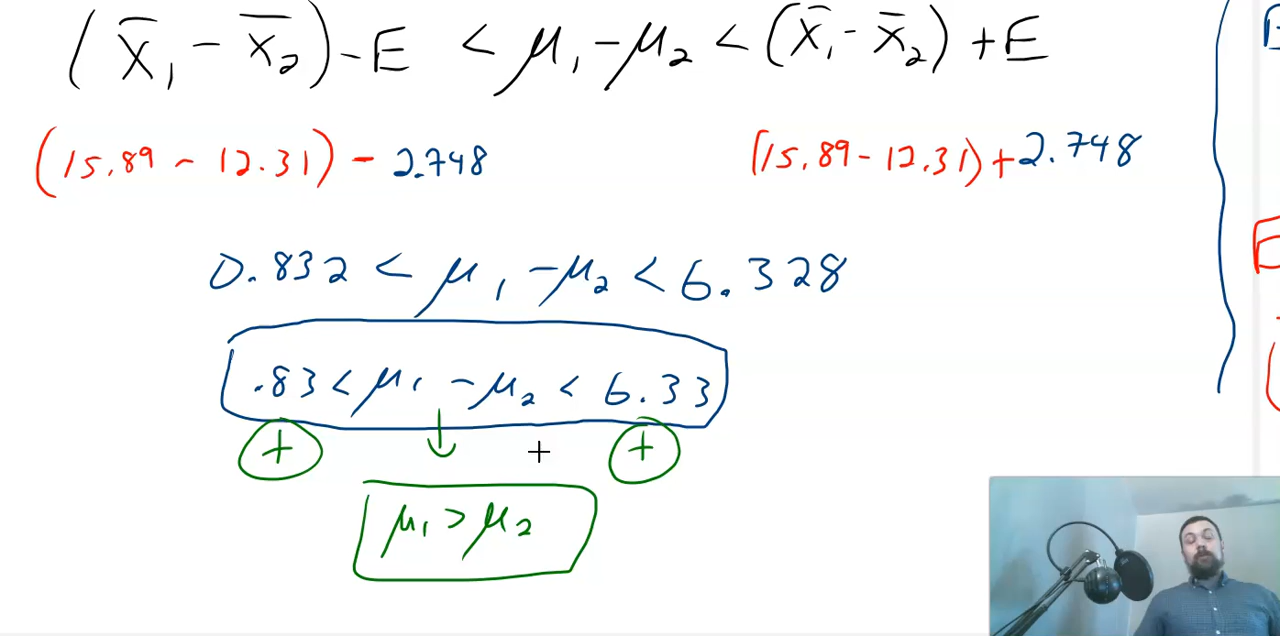 (x̄₁ - x̄₂) - E < μ₁ - μ₂ < (x̄₁ - x̄₂) + E
(15.89 - 12.31) - 2.748 (15.89 - 12.31) + 2.748
0.832 < μ₁ - μ₂ < 6.328
.83 < μ₁ - μ₂ < 6.33
+ ↓ +
μ₁ > μ₂